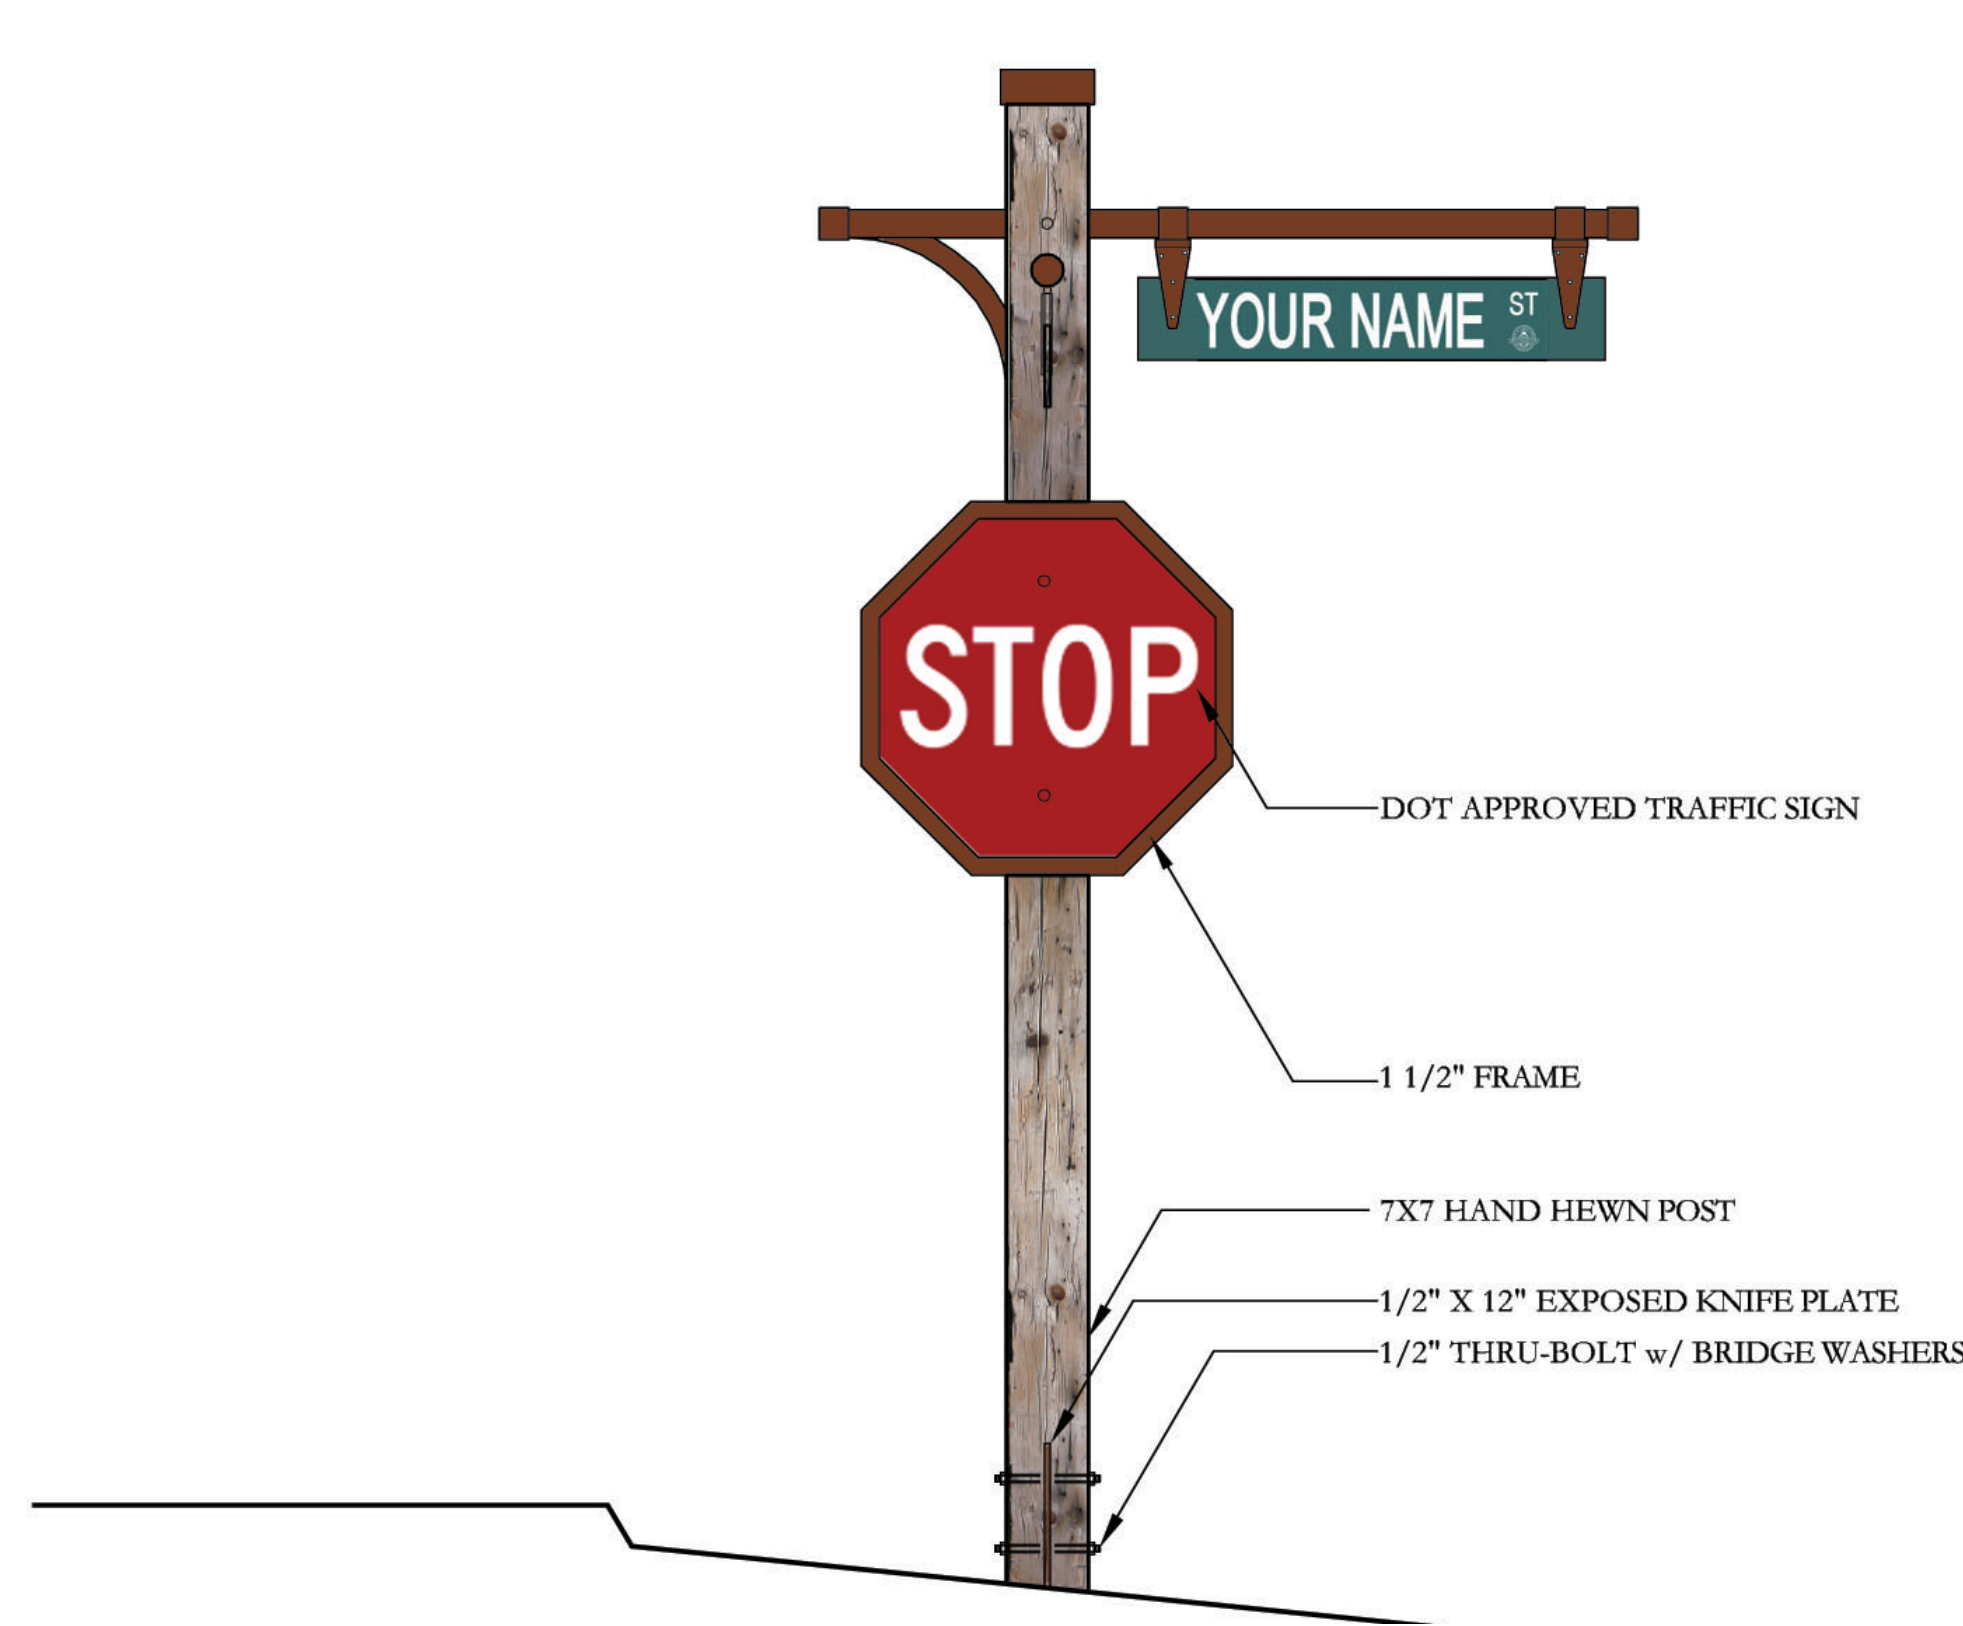 YOUR NAME ST
STOP
DOT APPROVED TRAFFIC SIGN
1 1/2" FRAME
7X7 HAND HEWN POST
1/2" X 12" EXPOSED KNIFE PLATE
1/2" THRU-BOLT w/ BRIDGE WASHERS